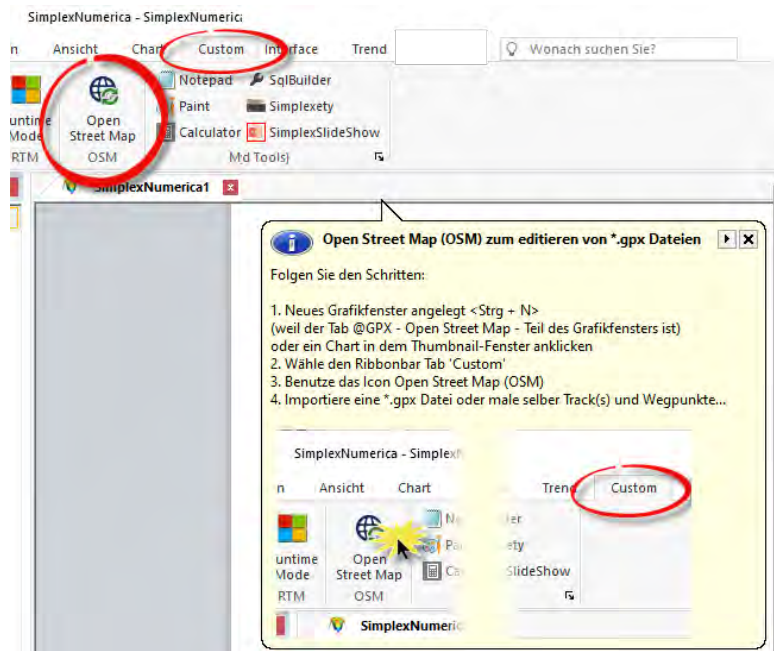 SimplexNumerica - SimplexNumerica
n Ansicht Chart Custom Interface Trend Wonach suchen Sie?
Notepad SqlBuilder
untime Open Paint Simplexety
Mode Street Map Calculator SimplexSlideShow
RTM OSM Tools)
SimplexNumerica1
Open Street Map (OSM) zum editieren von *.gpx Dateien
Folgen Sie den Schritten:
1. Neues Grafikfenster angelegt <Strg + N>
(weil der Tab @GPX - Open Street Map - Teil des Grafikfensters ist)
oder ein Chart in dem Thumbnail-Fenster anklicken
2. Wähle den Ribbonbar Tab 'Custom'
3. Benutze das Icon Open Street Map (OSM)
4. Importiere eine *.gpx Datei oder male selber Track(s) und Wegpunkte...
SimplexNumerica - Simplex
n Ansicht Chart Trend Custom
N er
untime Open Pa ety
Mode Street Map Ca SlideShow
RTM OSM
SimplexNumeric